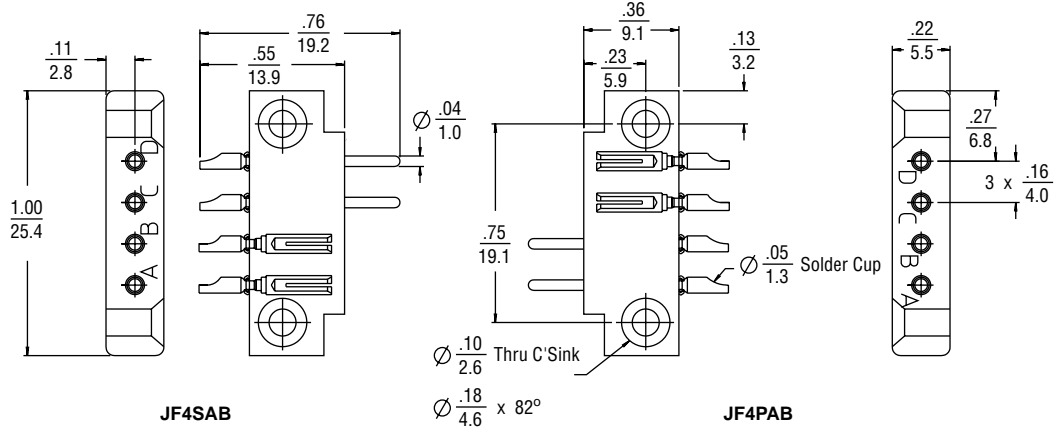 .11
2.8
.76
19.2
.55
13.9
.36
9.1
.23
5.9
.13
3.2
.22
5.5
Ø .04
1.0
.27
6.8
3 x .16
4.0
1.00
25.4
D
C
B
A
.75
19.1
Ø .05
1.3 Solder Cup
D
C
B
A
Ø .10
2.6 Thru C'Sink
Ø .18
4.6 x 82°
JF4SAB
JF4PAB